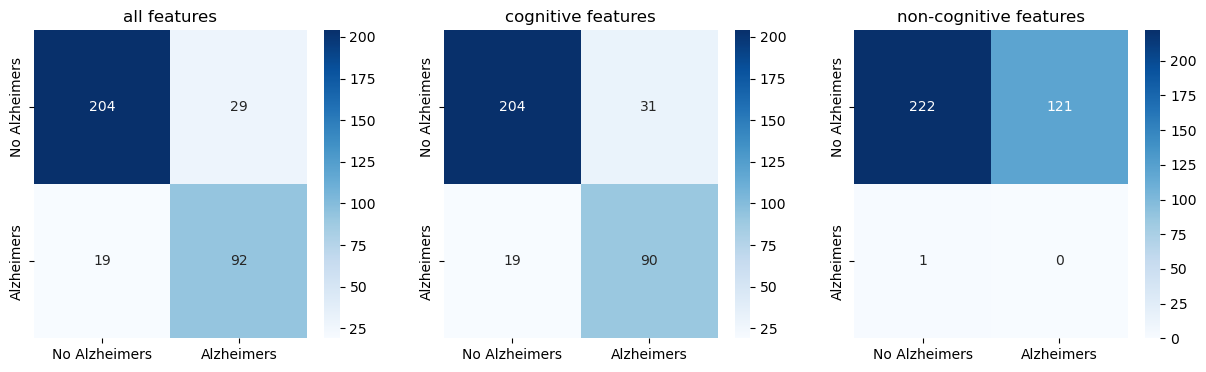 all features
No Alzheimers
Alzheimers
204
29
19
92
No Alzheimers
Alzheimers
200
175
150
125
100
75
50
25
cognitive features
No Alzheimers
Alzheimers
204
31
19
90
No Alzheimers
Alzheimers
200
175
150
125
100
75
50
25
non-cognitive features
No Alzheimers
Alzheimers
222
121
1
0
No Alzheimers
Alzheimers
200
175
150
125
100
75
50
25
0